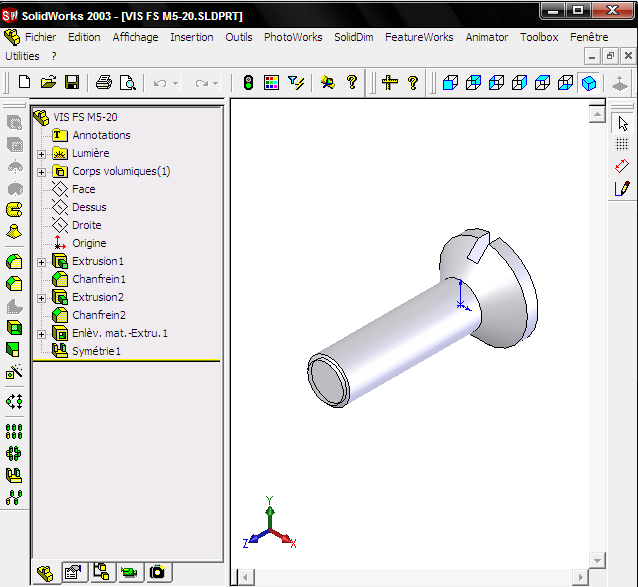 SolidWorks 2003 - [VIS FS M5-20.SLDPRT]
Fichier Edition Affichage Insertion Outils PhotoWorks SolidDim FeatureWorks Animator Toolbox Fenêtre
Utilities ?
VIS FS M5-20
Annotations
Lumière
Corps volumiques(1)
Face
Dessus
Droite
Origine
Extrusion1
Chanfrein1
Extrusion2
Chanfrein2
Enlèv. mat.-Extru.1
Symétrie1
Y
Z X